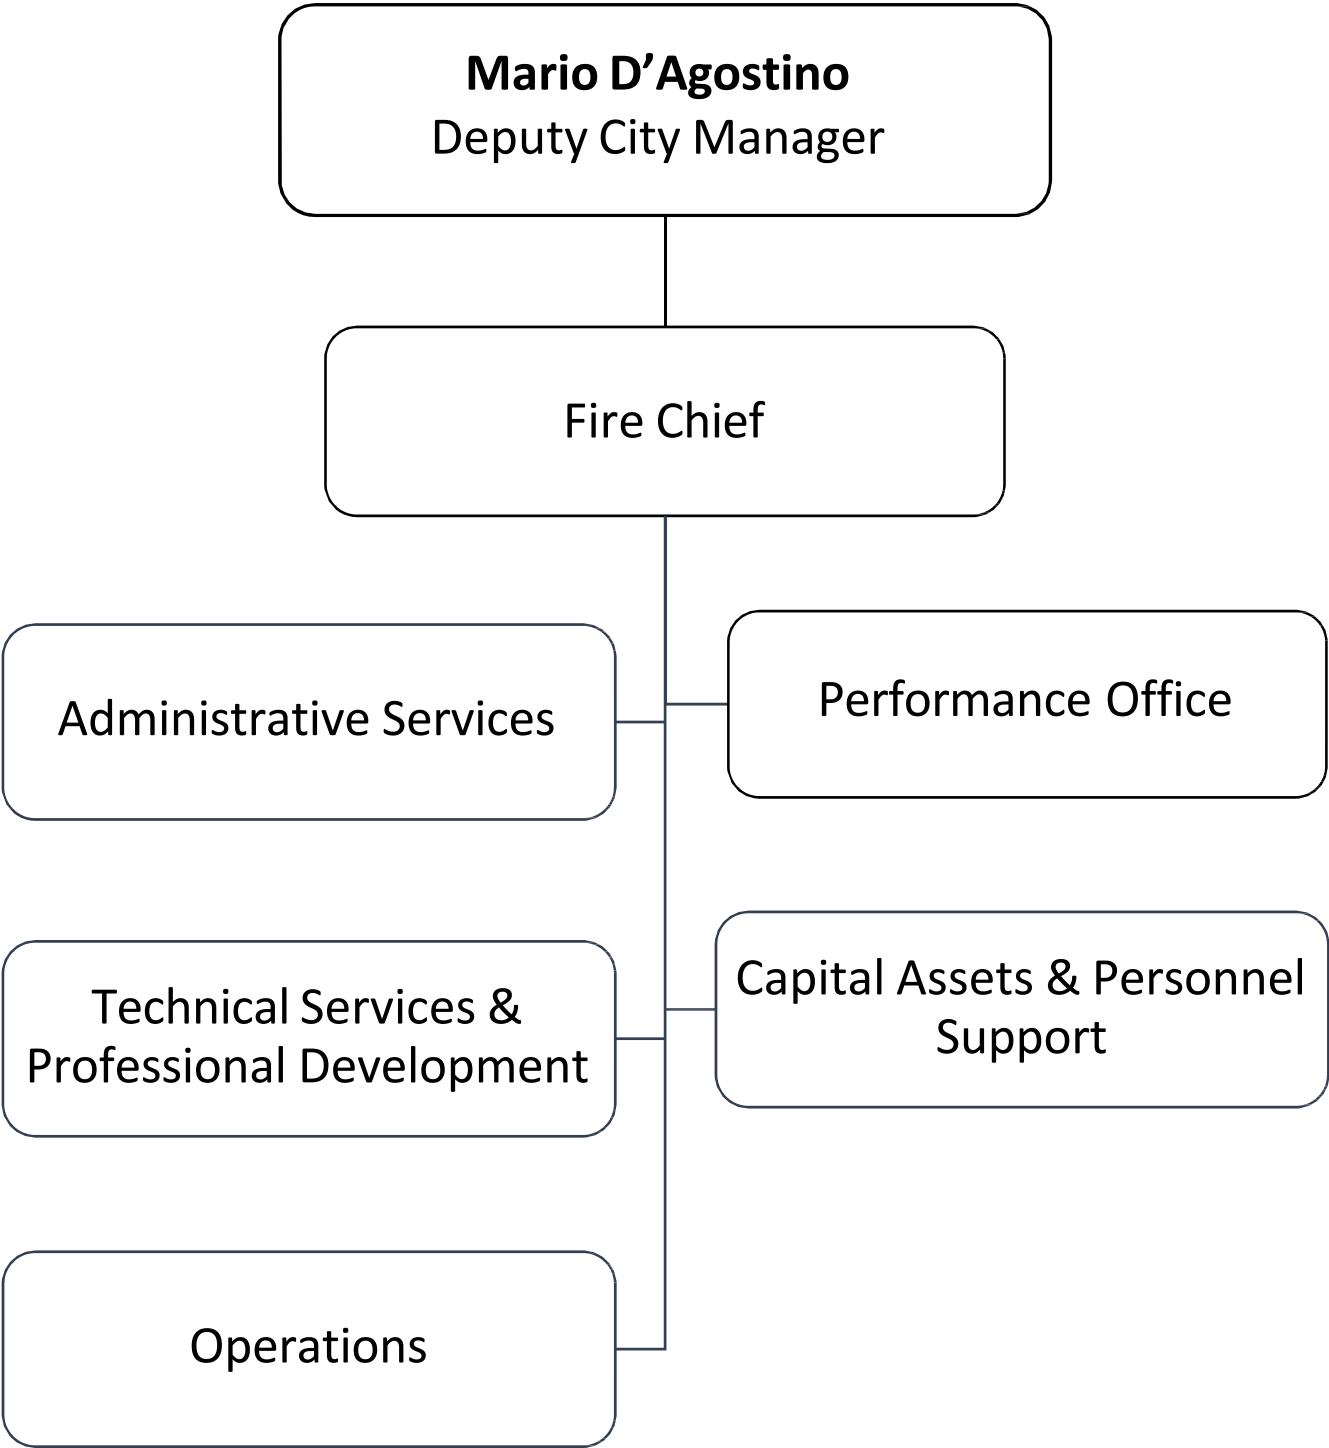 Mario D’Agostino
Deputy City Manager
Fire Chief
Administrative Services
Performance Office
Technical Services &
Professional Development
Capital Assets & Personnel
Support
Operations